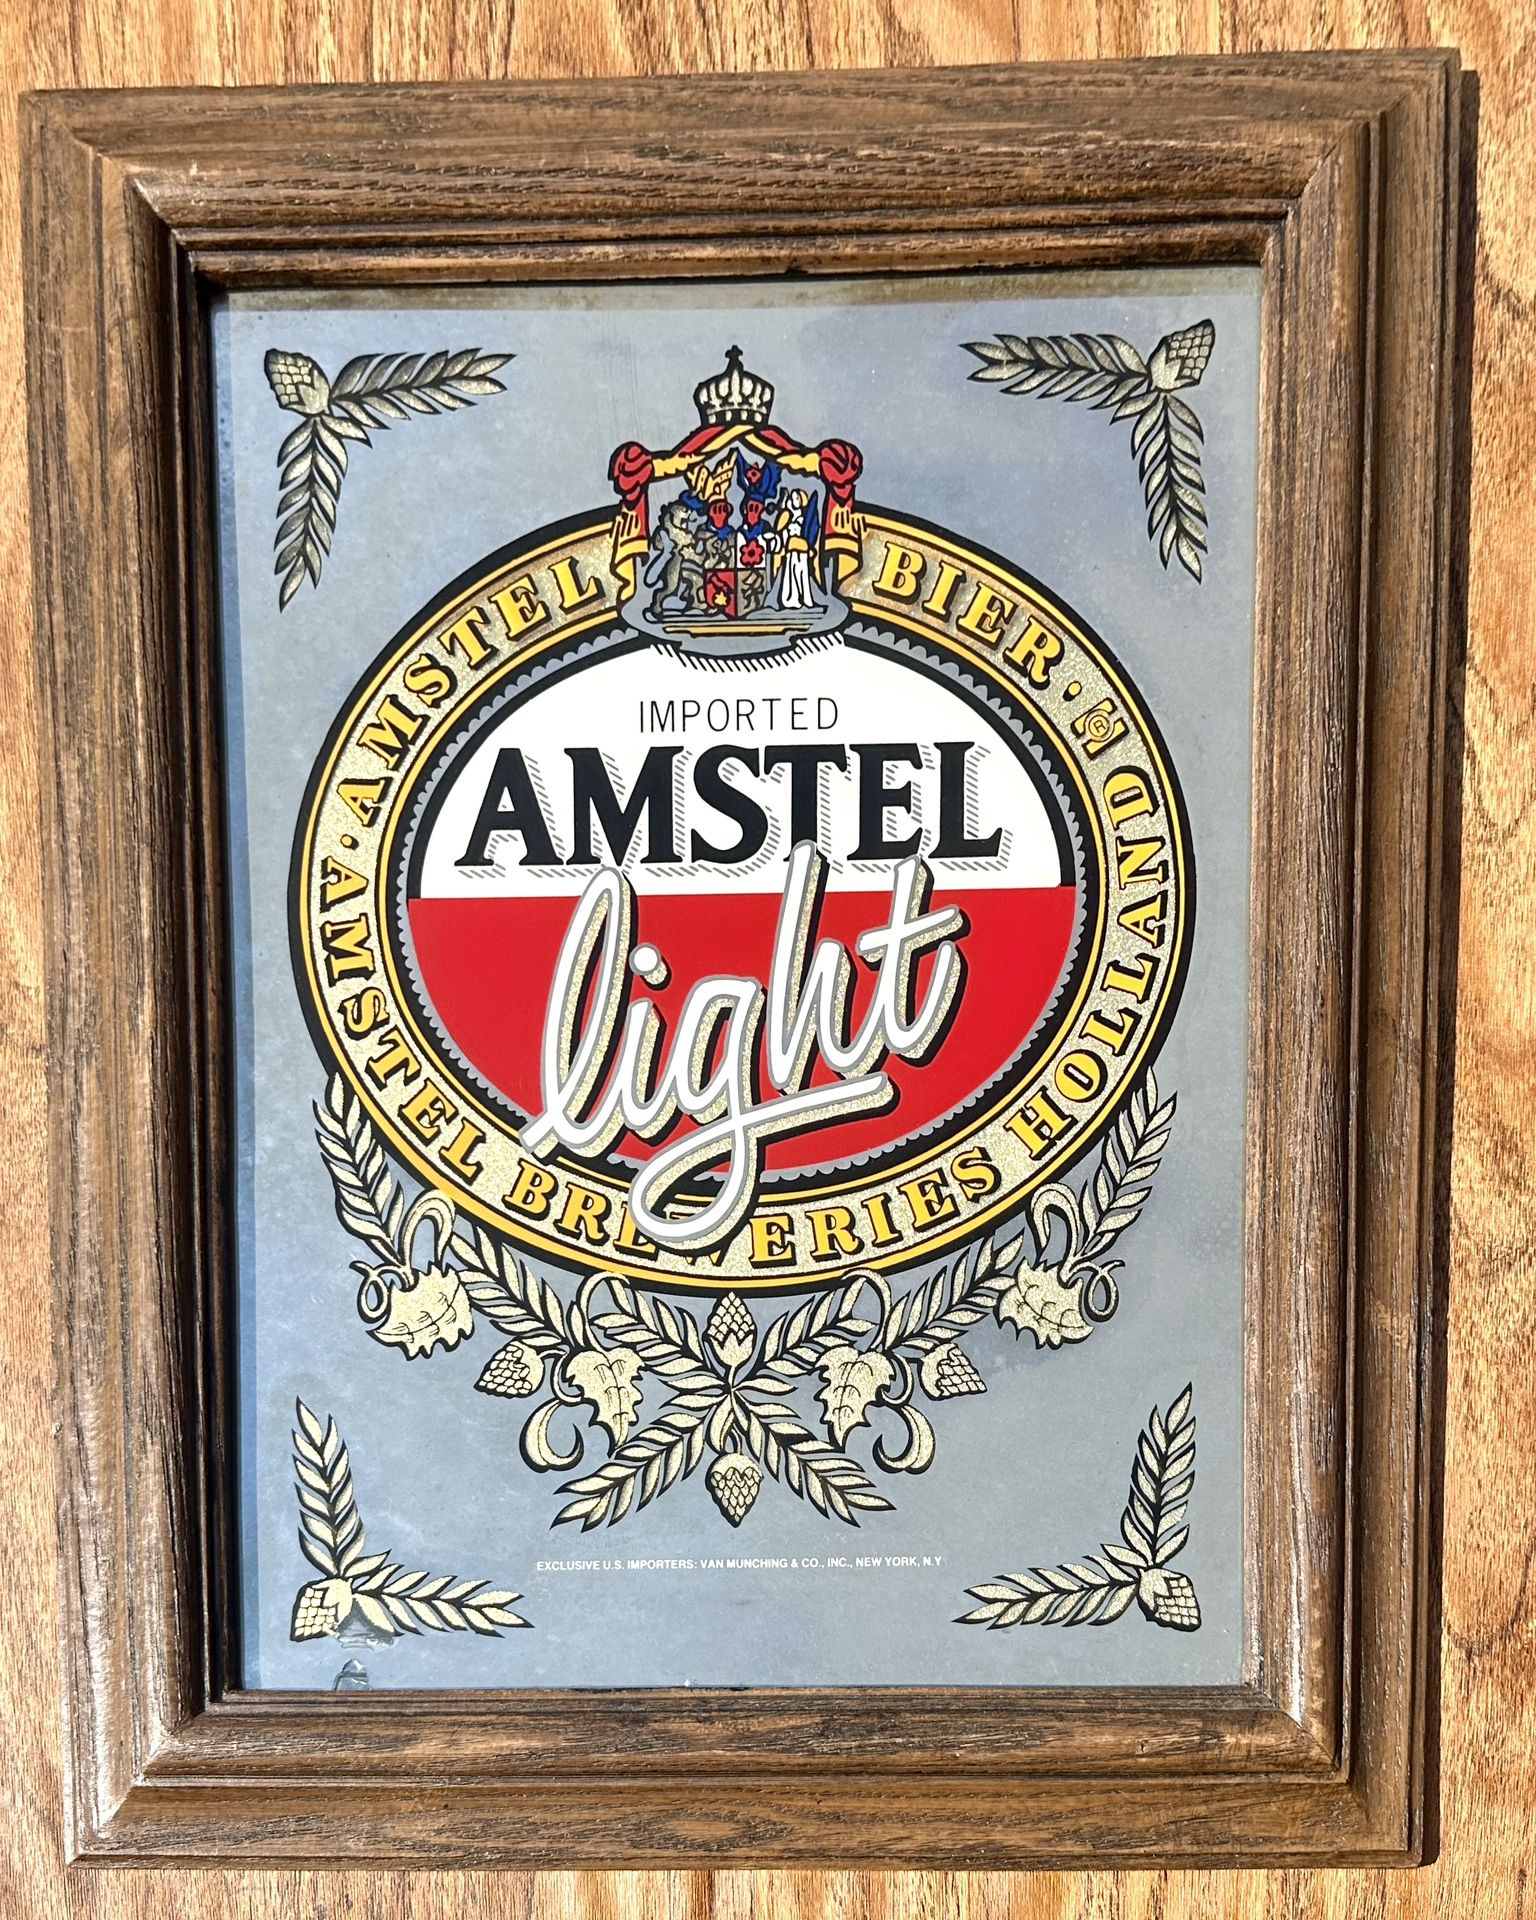 AMSTEL BIER
· AMSTEL BREWERIES HOLLAND ·
®
IMPORTED
AMSTEL
light
EXCLUSIVE U.S. IMPORTERS: VAN MUNCHING & CO., INC., NEW YORK, N.Y